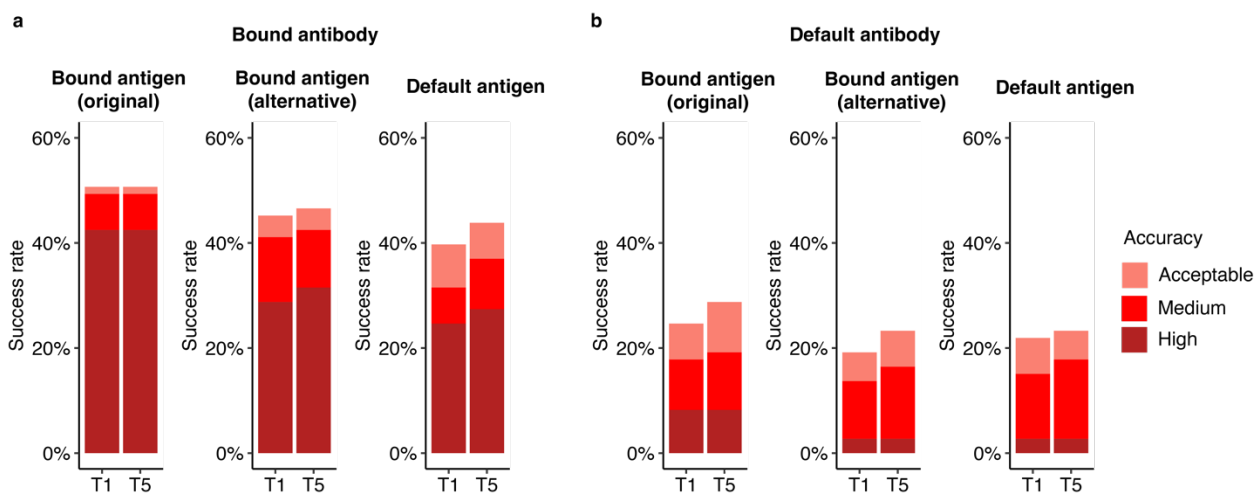 a
Bound antibody
Bound antigen
(original)
Bound antigen
(alternative)
Default antigen
60%
40%
20%
0%
Success rate
T1 T5
60%
40%
20%
0%
Success rate
T1 T5
60%
40%
20%
0%
Success rate
T1 T5
b
Default antibody
Bound antigen
(original)
Bound antigen
(alternative)
Default antigen
60%
40%
20%
0%
Success rate
T1 T5
60%
40%
20%
0%
Success rate
T1 T5
60%
40%
20%
0%
Success rate
T1 T5
Accuracy
Acceptable
Medium
High